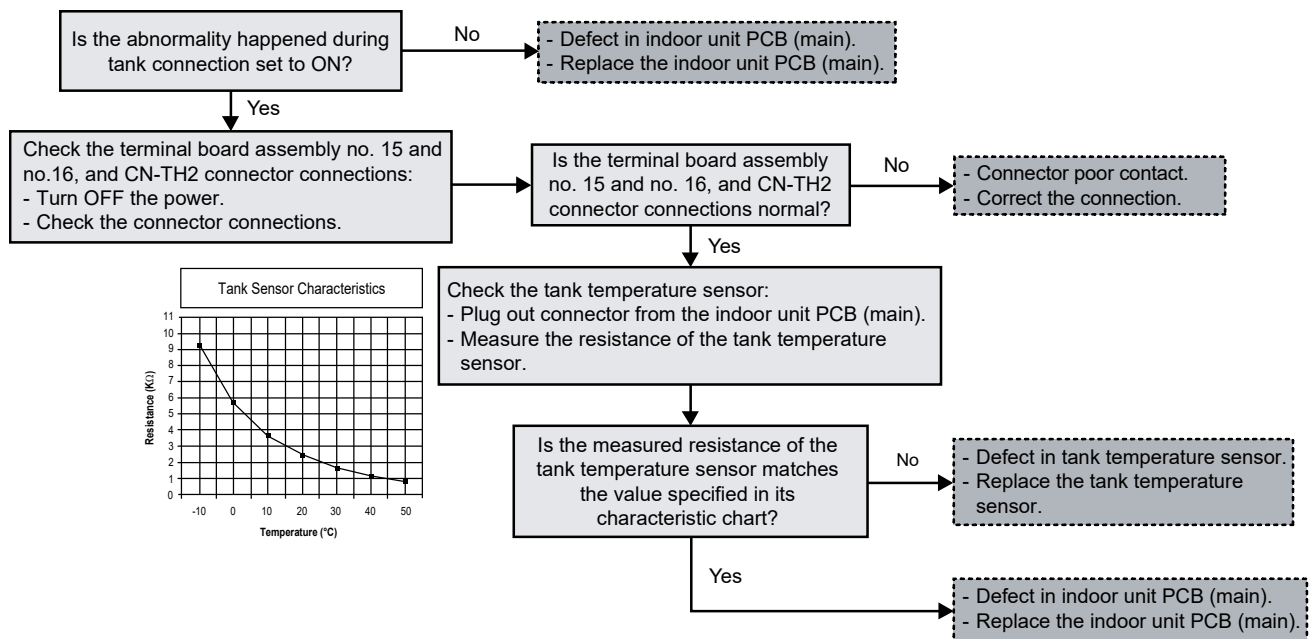 Is the abnormality happened during
tank connection set to ON?
No
- Defect in indoor unit PCB (main).
- Replace the indoor unit PCB (main).
Yes
Check the terminal board assembly no. 15 and
no.16, and CN-TH2 connector connections:
- Turn OFF the power.
- Check the connector connections.
Is the terminal board assembly
no. 15 and no. 16, and CN-TH2
connector connections normal?
No
- Connector poor contact.
- Correct the connection.
Yes
Check the tank temperature sensor:
- Plug out connector from the indoor unit PCB (main).
- Measure the resistance of the tank temperature
sensor.
Tank Sensor Characteristics
11
10
9
8
7
6
5
4
3
2
1
0
Resistance (KΩ)
-10 0 10 20 30 40 50
Temperature (°C)
Is the measured resistance of the
tank temperature sensor matches
the value specified in its
characteristic chart?
No
- Defect in tank temperature sensor.
- Replace the tank temperature
sensor.
Yes
- Defect in indoor unit PCB (main).
- Replace the indoor unit PCB (main).